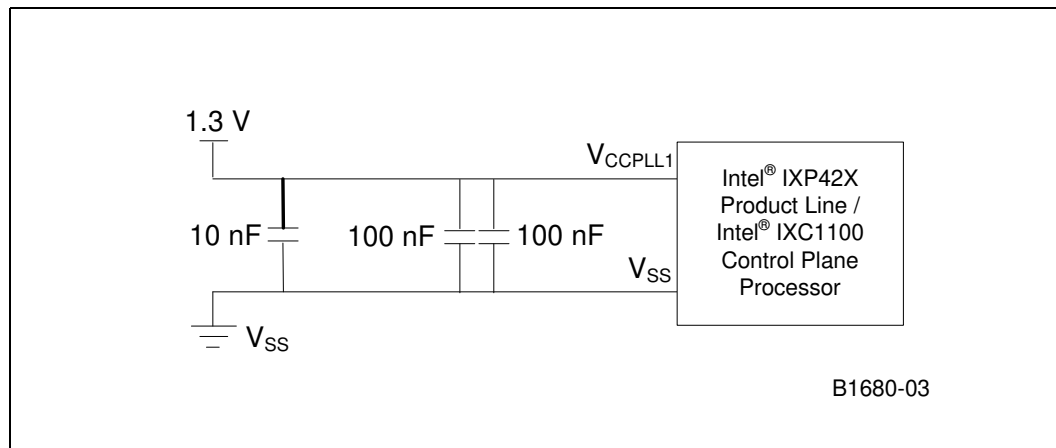 1.3 V
VCCPLL1
10 nF
100 nF
100 nF
VSS
VSS
Intel® IXP42X
Product Line /
Intel® IXC1100
Control Plane
Processor
B1680-03